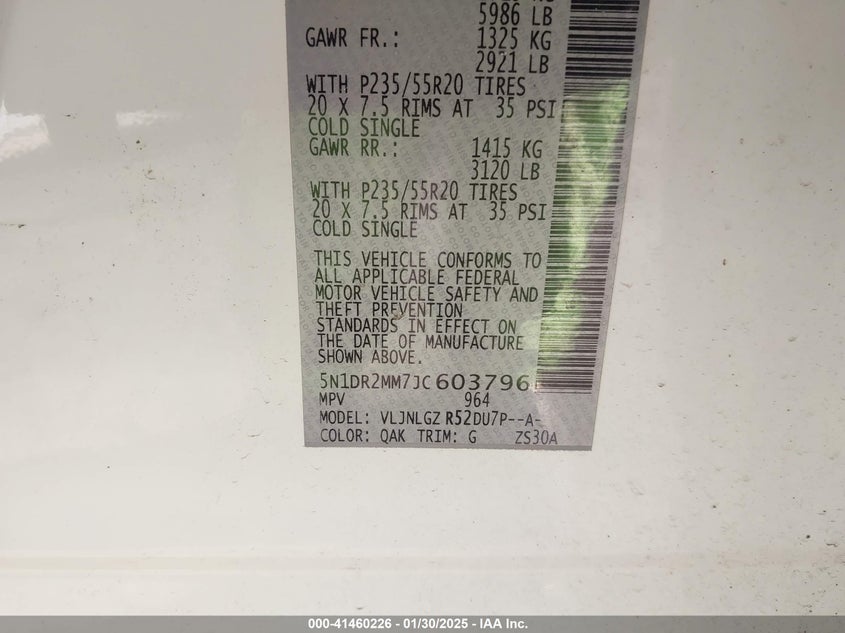 5986 LB
GAWR FR.: 1325 KG
2921 LB
WITH P235/55R20 TIRES
20 X 7.5 RIMS AT 35 PSI
COLD SINGLE
GAWR RR.: 1415 KG
3120 LB
WITH P235/55R20 TIRES
20 X 7.5 RIMS AT 35 PSI
COLD SINGLE
THIS VEHICLE CONFORMS TO
ALL APPLICABLE FEDERAL
MOTOR VEHICLE SAFETY AND
THEFT PREVENTION
STANDARDS IN EFFECT ON
THE DATE OF MANUFACTURE
SHOWN ABOVE.
5N1DR2MM7JC603796
MPV 964
MODEL: VLJNLGZ R52DU7P--A-
COLOR: QAK TRIM: G ZS30A
000-41460226 - 01/30/2025 - IAA Inc.